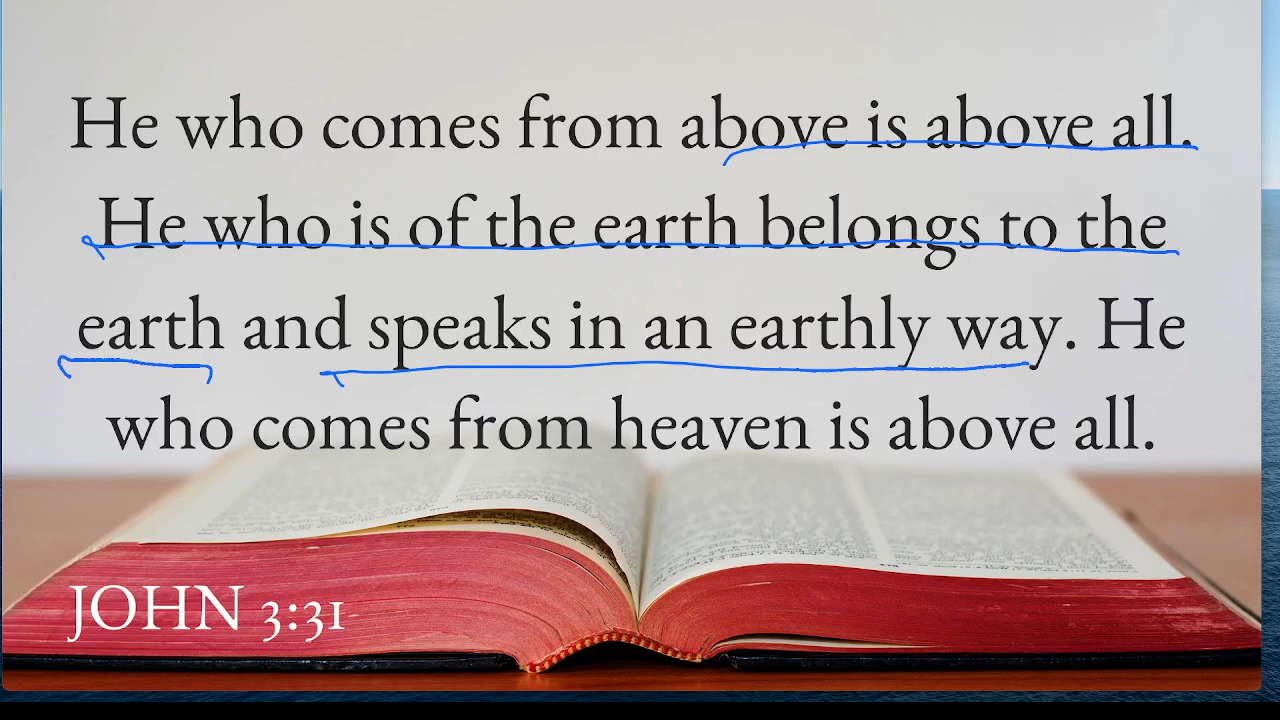 He who comes from above is above all.
He who is of the earth belongs to the
earth and speaks in an earthly way. He
who comes from heaven is above all.
JOHN 3:31